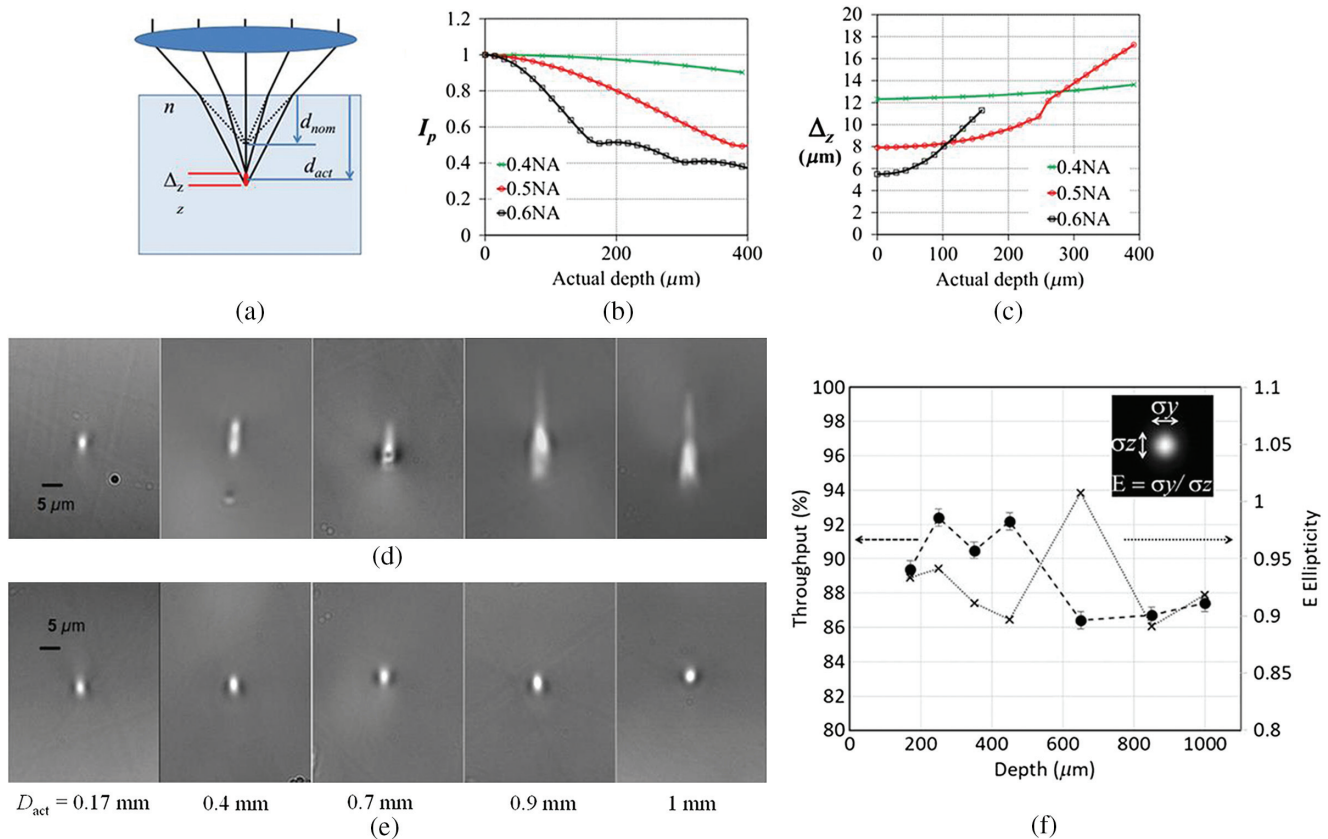 n
d_nom
d_act
Δ_z
z
(a)
1.2
1
0.8
0.6
0.4
0.2
0
I_p
0.4NA
0.5NA
0.6NA
0 200 400
Actual depth (μm)
(b)
20
18
16
14
12
10
8
6
4
2
0
Δ_z
(μm)
0.4NA
0.5NA
0.6NA
0 100 200 300 400
Actual depth (μm)
(c)
5 μm
(d)
5 μm
D_act = 0.17 mm 0.4 mm 0.7 mm 0.9 mm 1 mm
(e)
100
98
96
94
92
90
88
86
84
82
80
Throughput (%)
σy
σz
E = σy/ σz
1.1
1.05
1
0.95
0.9
0.85
0.8
E Ellipticity
0 200 400 600 800 1000
Depth (μm)
(f)